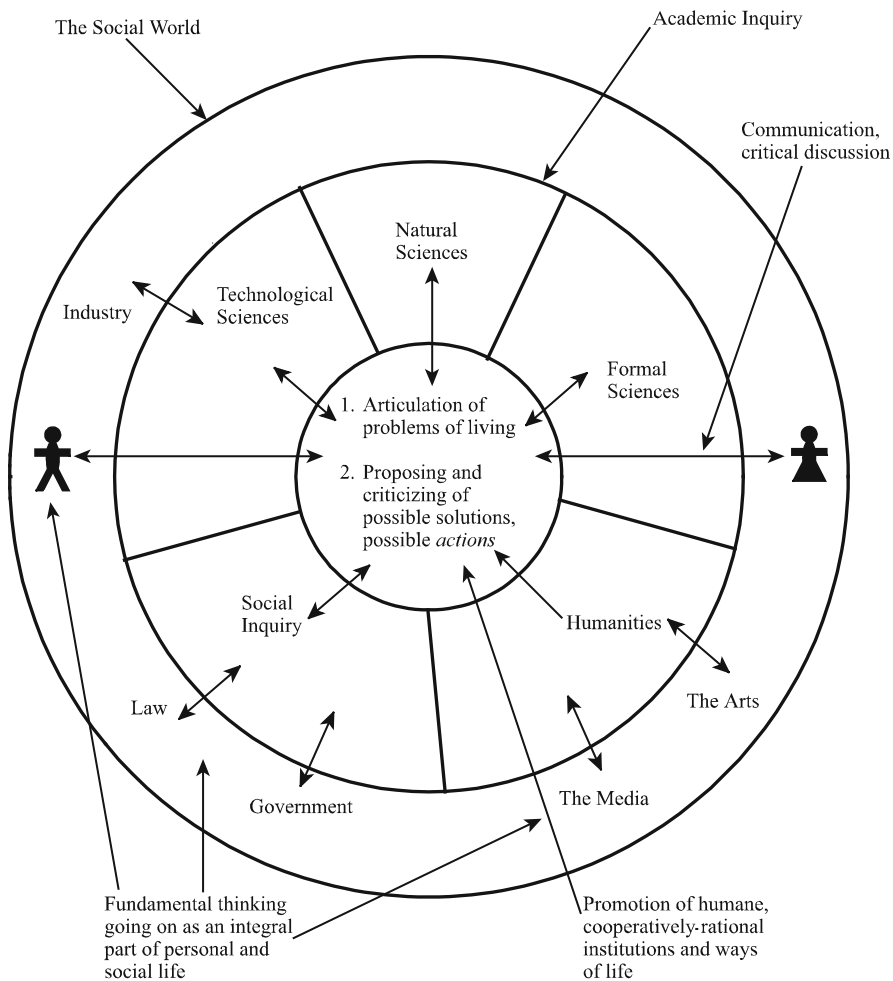 The Social World
Academic Inquiry
Communication,
critical discussion
Natural
Sciences
Technological
Sciences
Industry
Formal
Sciences
1. Articulation of
problems of living
2. Proposing and
criticizing of
possible solutions,
possible actions
Social
Inquiry
Humanities
Law
The Arts
Government
The Media
Fundamental thinking
going on as an integral
part of personal and
social life
Promotion of humane,
cooperatively-rational
institutions and ways
of life